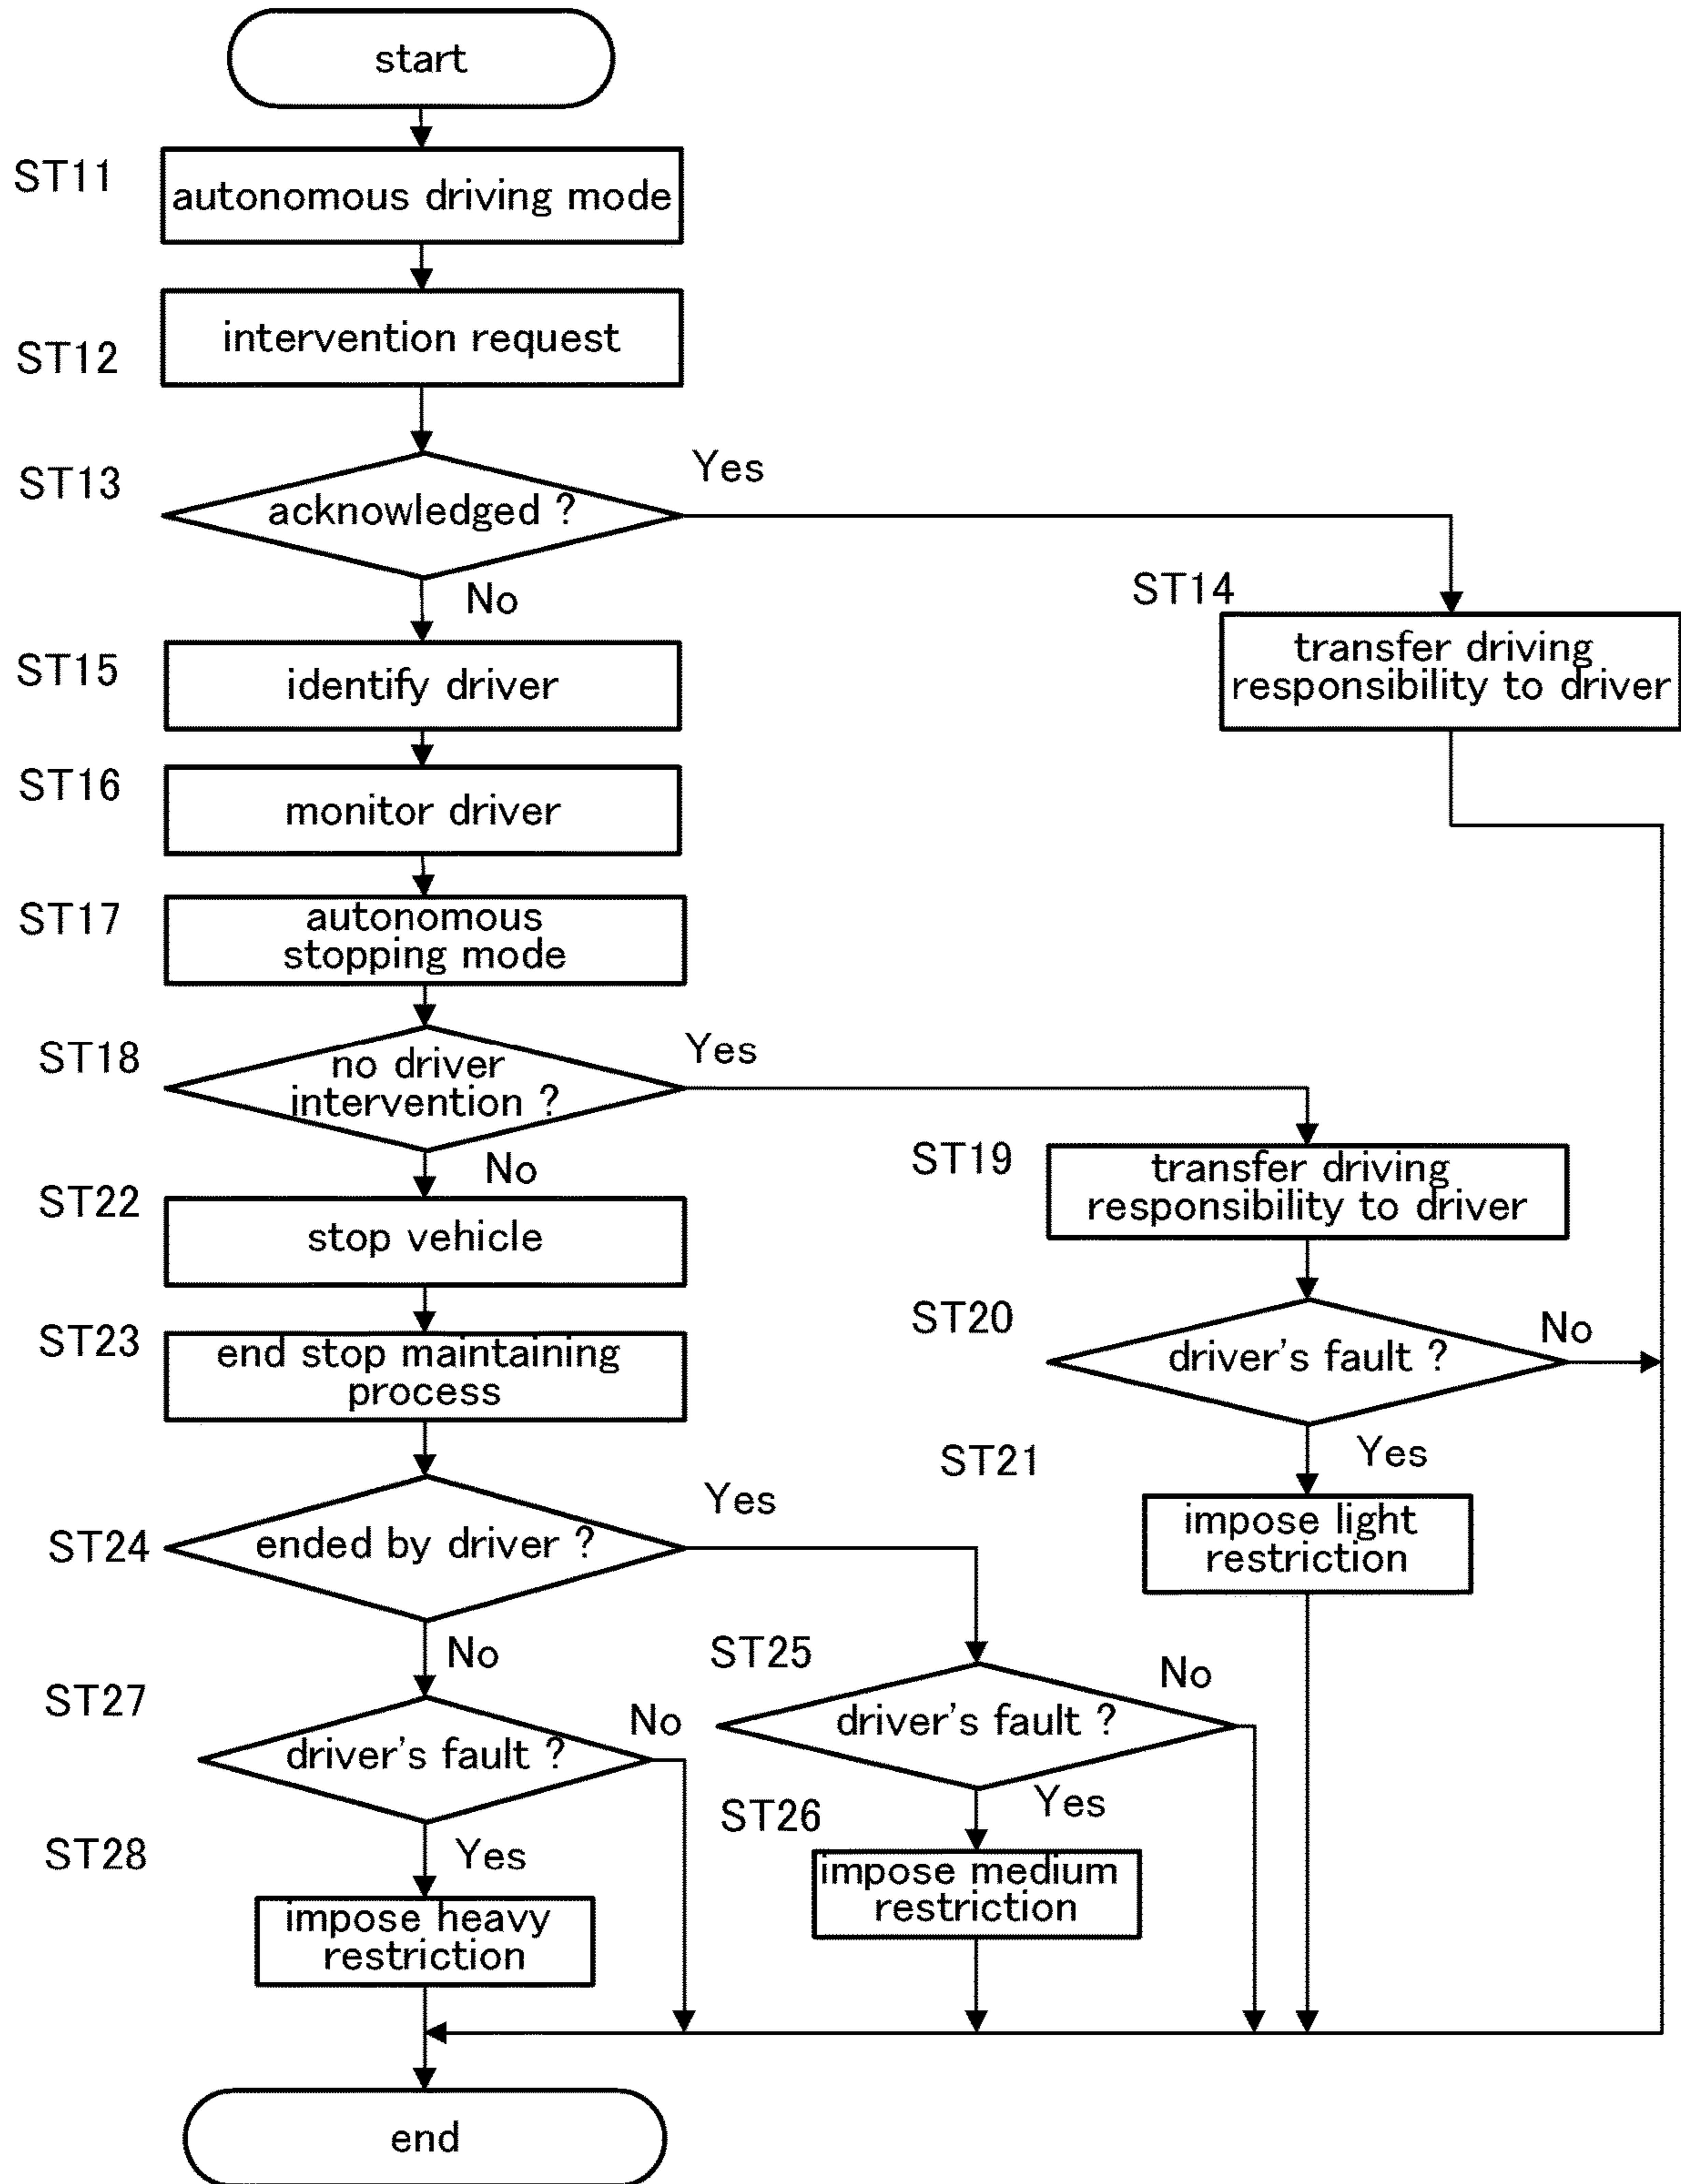 start
ST11
autonomous driving mode
ST12
intervention request
ST13
acknowledged ?
Yes
No
ST14
transfer driving
responsibility to driver
ST15
identify driver
ST16
monitor driver
ST17
autonomous
stopping mode
ST18
no driver
intervention ?
Yes
No
ST19
transfer driving
responsibility to driver
ST20
driver's fault ?
No
Yes
ST21
impose light
restriction
ST22
stop vehicle
ST23
end stop maintaining
process
ST24
ended by driver ?
Yes
No
ST25
driver's fault ?
No
Yes
ST26
impose medium
restriction
ST27
driver's fault ?
No
Yes
ST28
impose heavy
restriction
end